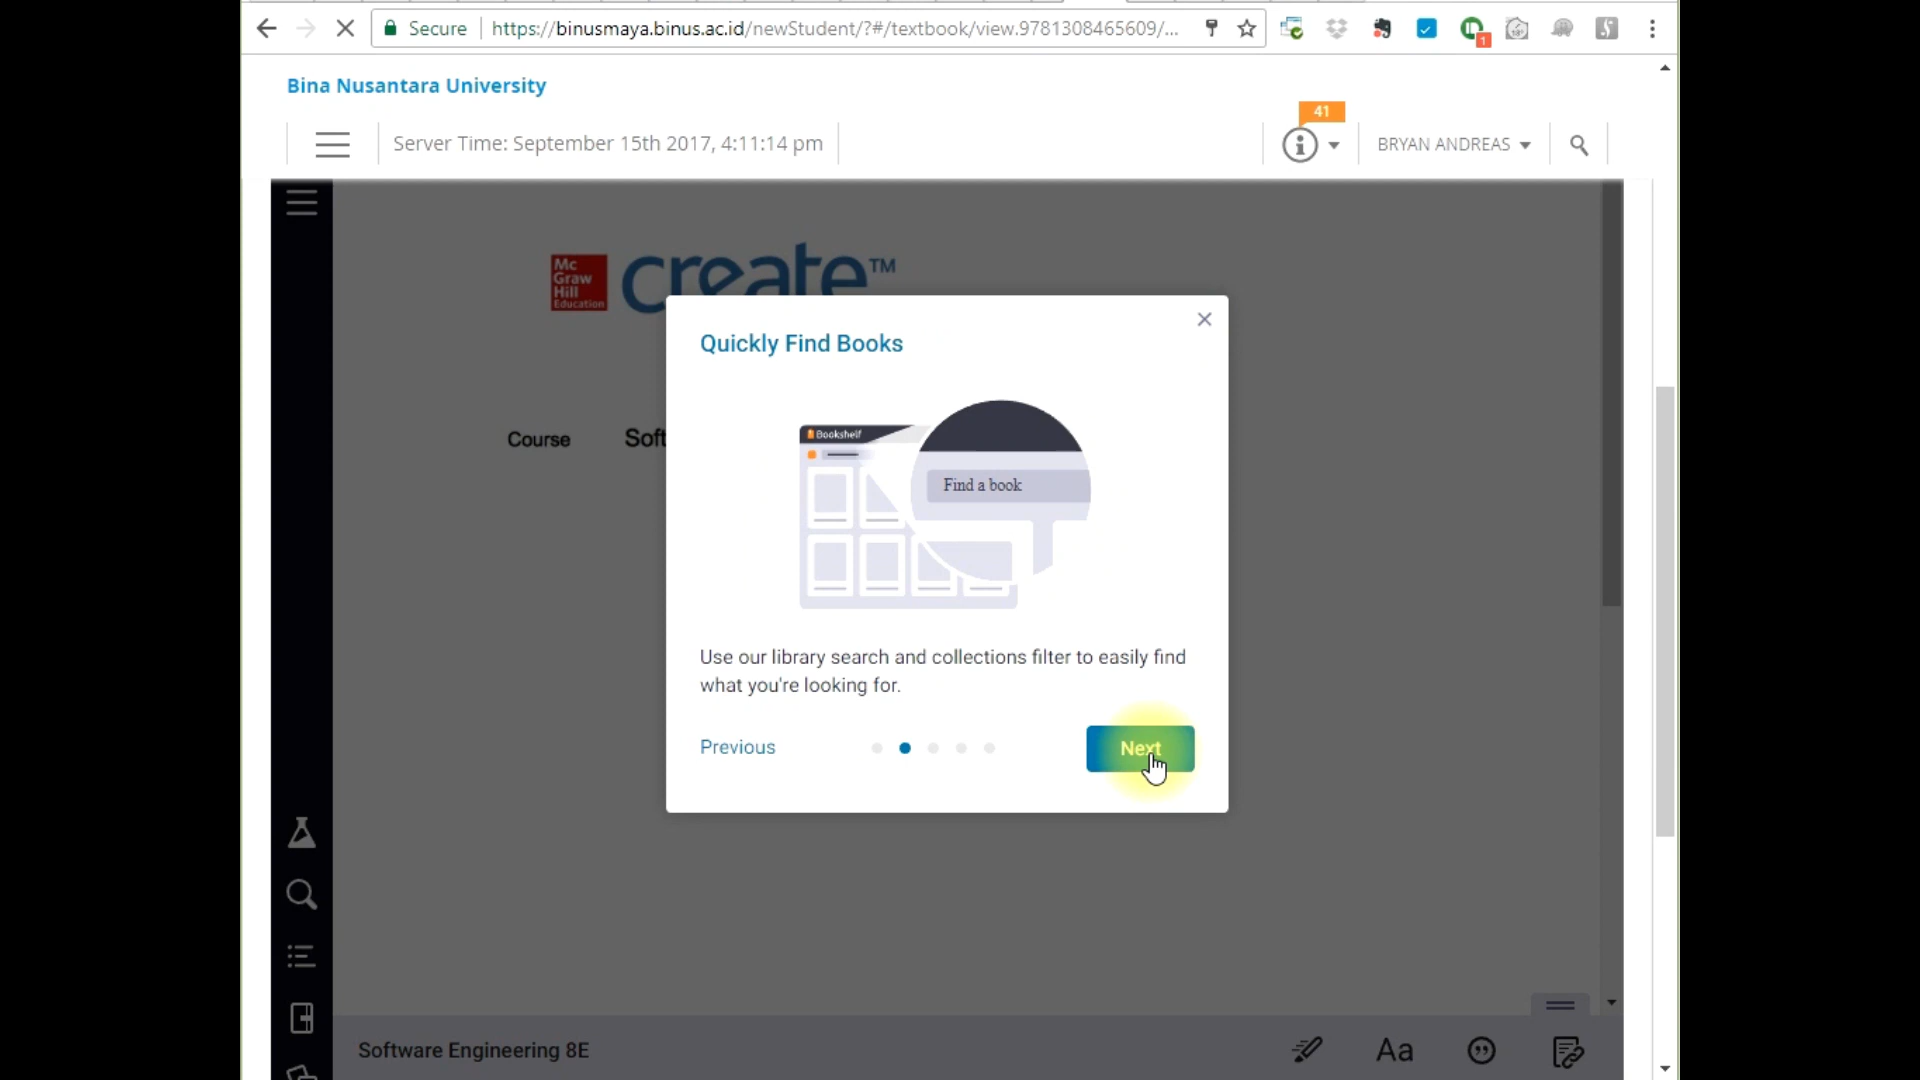 Secure https://binusmaya.binus.ac.id/newStudent/?#/textbook/view.9781308465609/...
1
Bina Nusantara University
41
Server Time: September 15th 2017, 4:11:14 pm
BRYAN ANDREAS
Mc
Graw
Hill
Education
create™
Quickly Find Books
Bookshelf
Course Soft
Find a book
Use our library search and collections filter to easily find
what you're looking for.
Previous
Next
Software Engineering 8E
Aa